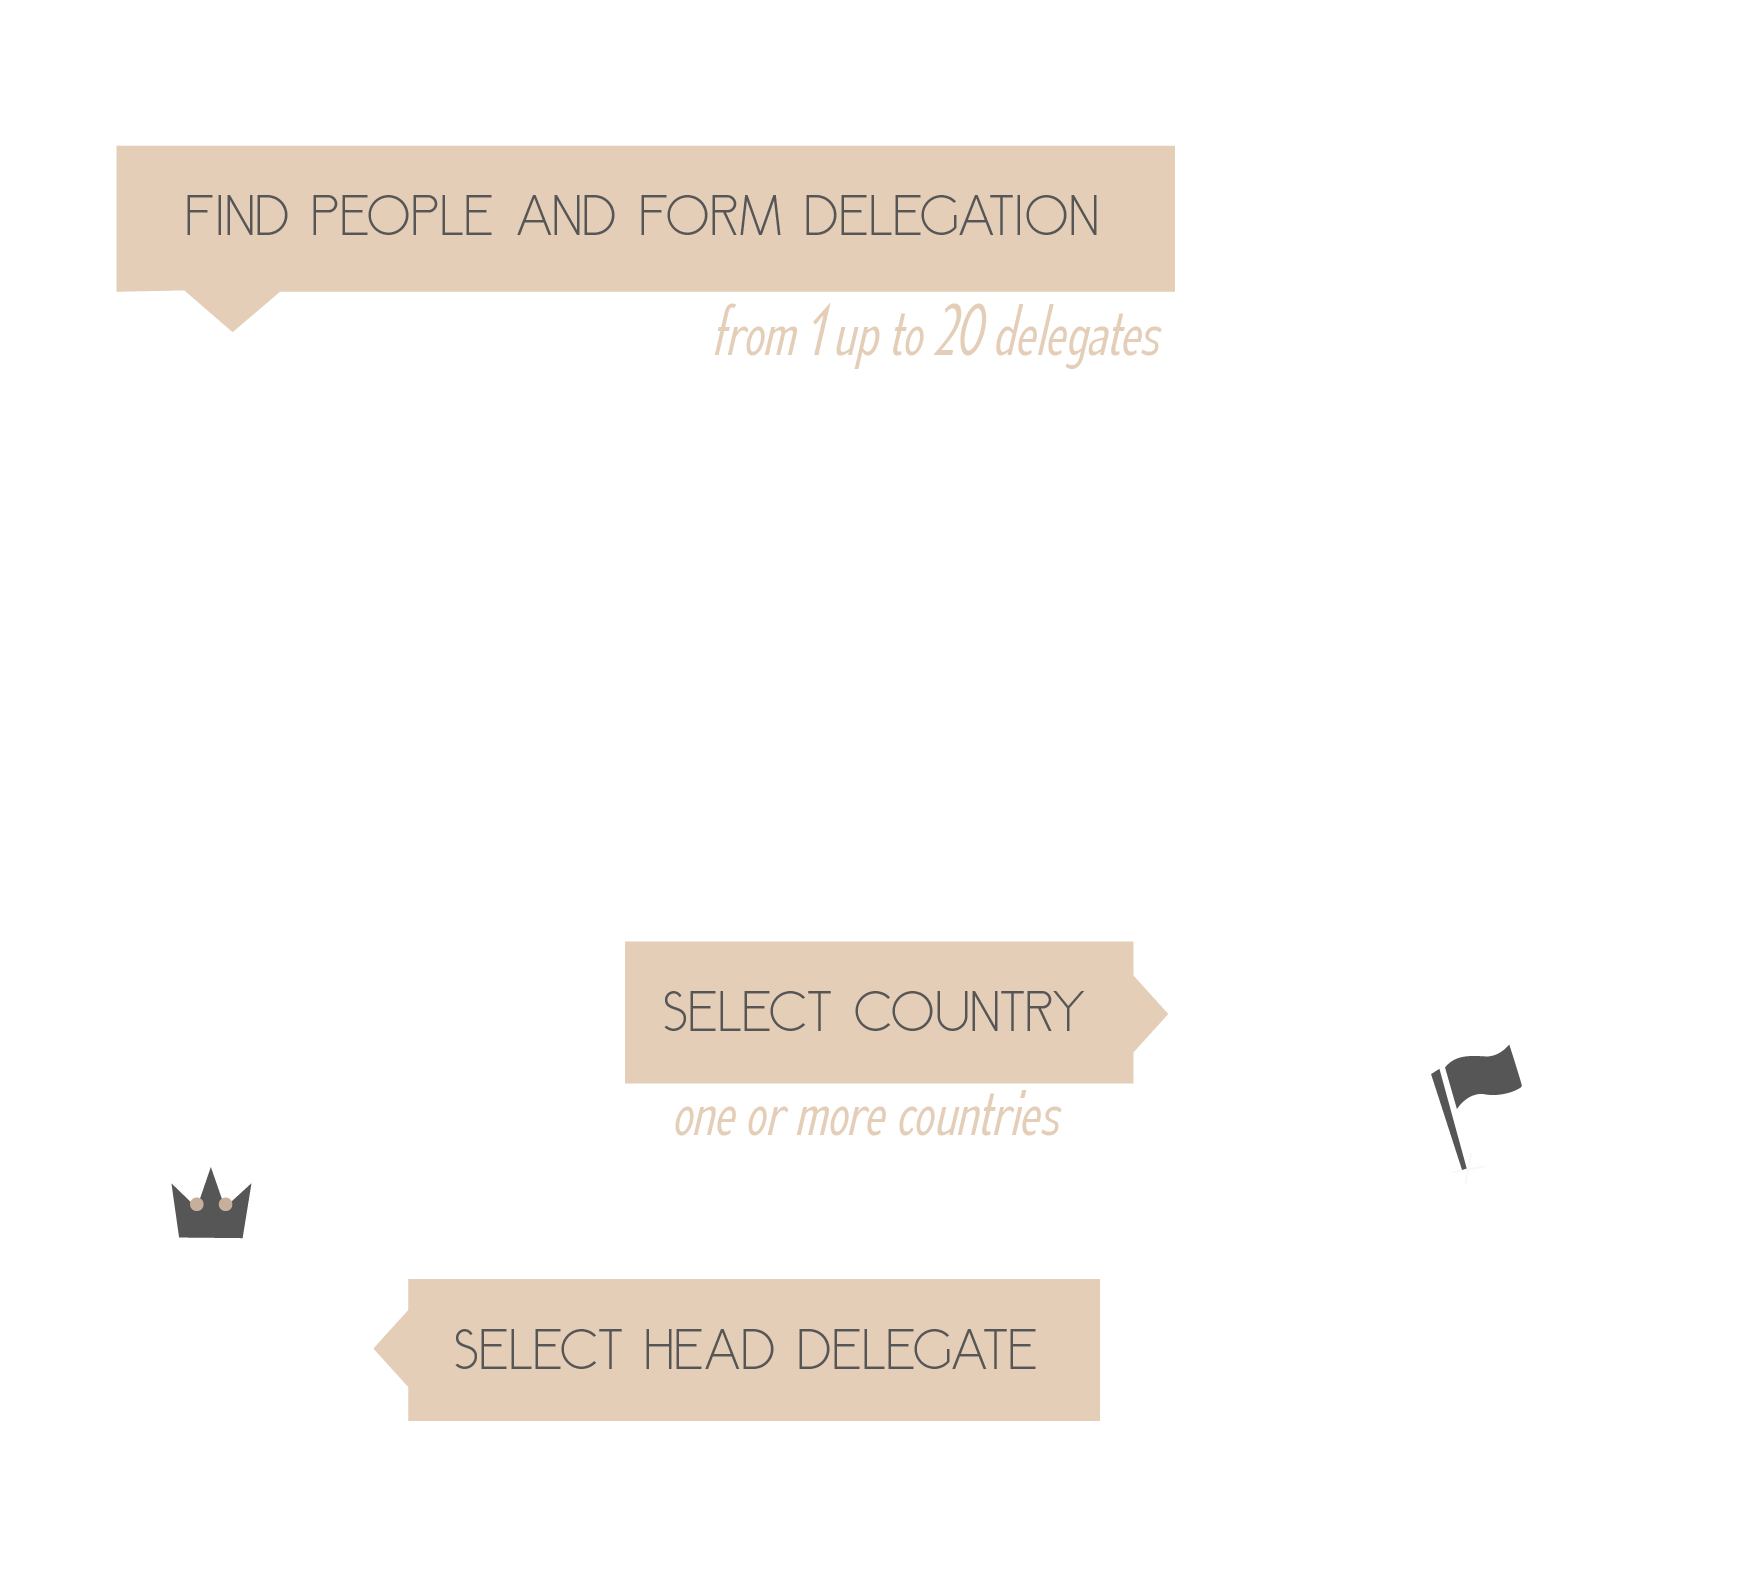 FIND PEOPLE AND FORM DELEGATION
from 1 up to 20 delegates
SELECT COUNTRY
one or more countries
SELECT HEAD DELEGATE